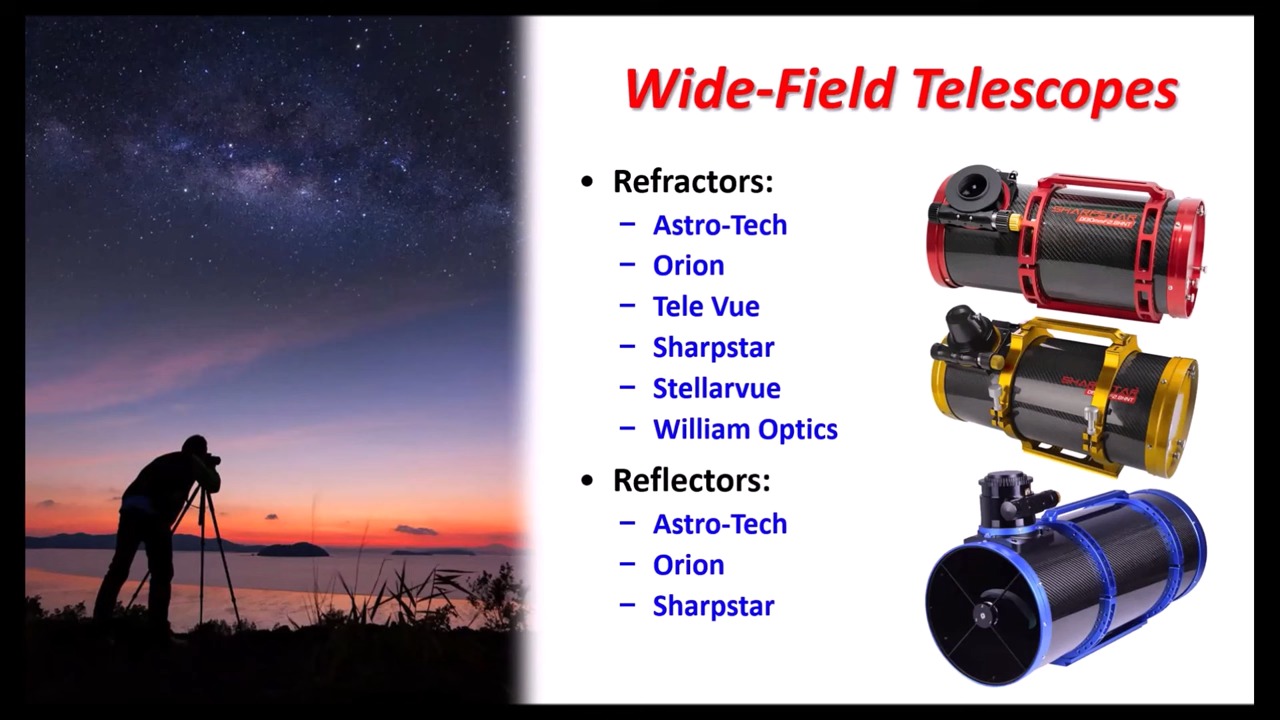 Wide-Field Telescopes
• Refractors:
– Astro-Tech
– Orion
– Tele Vue
– Sharpstar
– Stellarvue
– William Optics
• Reflectors:
– Astro-Tech
– Orion
– Sharpstar
SHARPSTAR
SHARPSTAR